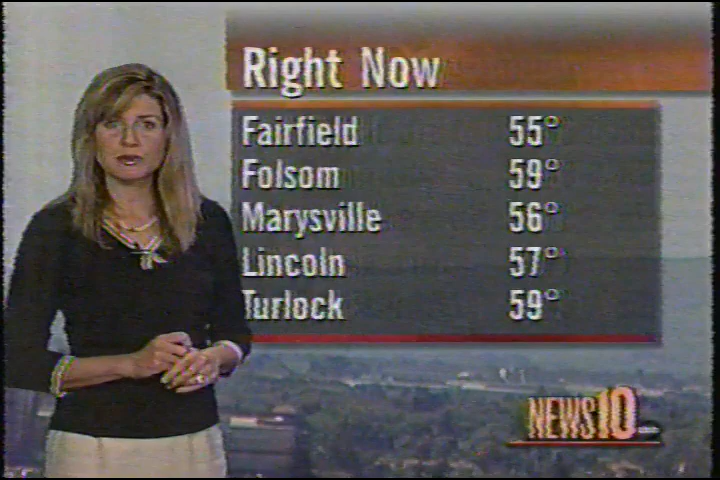 Right Now
Fairfield 55°
Folsom 59°
Marysville 56°
Lincoln 57°
Turlock 59°
NEWS10